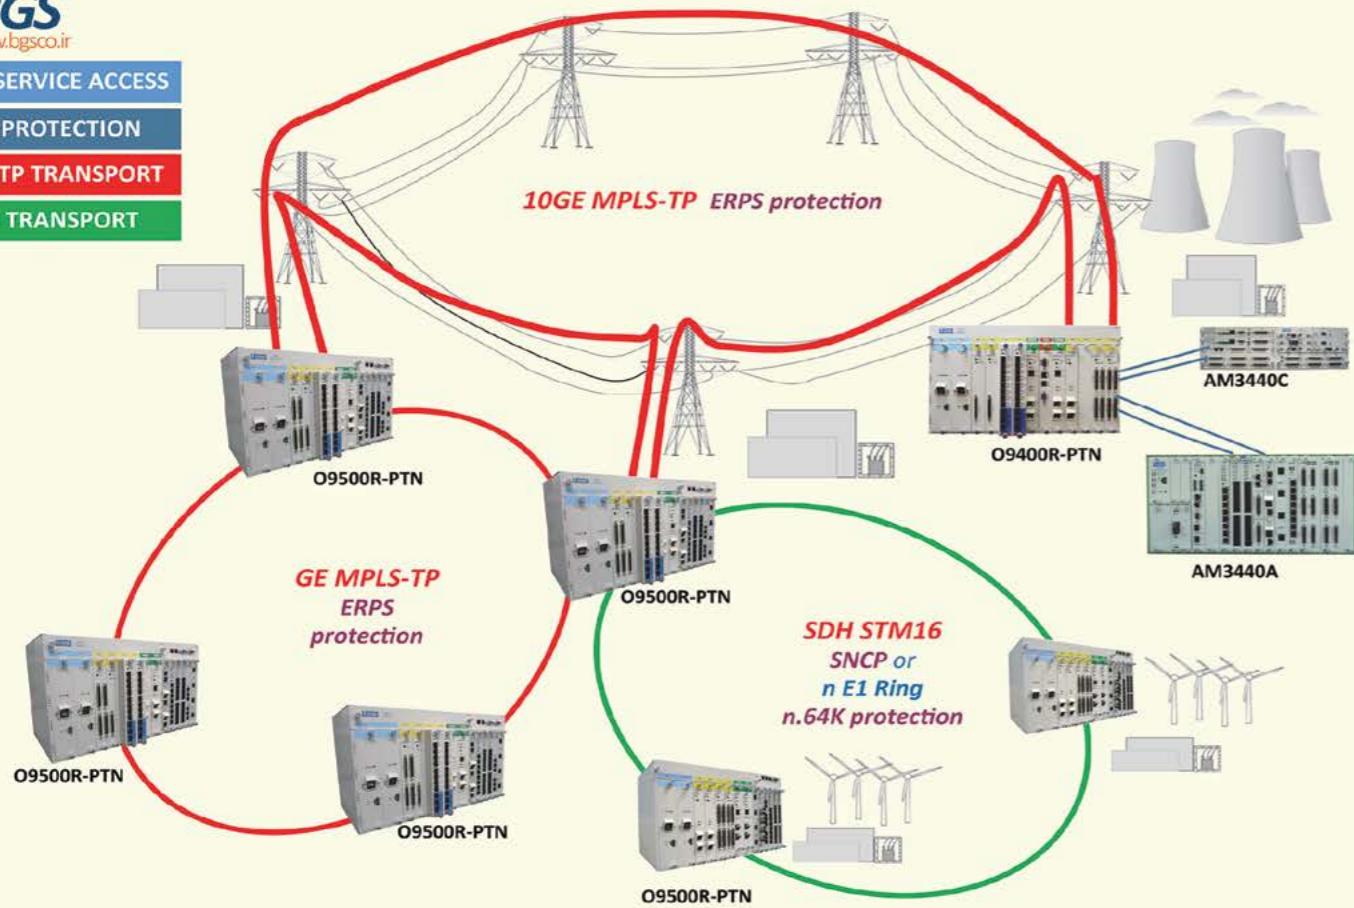 GS
w.bgsco.ir
SERVICE ACCESS
PROTECTION
TP TRANSPORT
TRANSPORT
10GE MPLS-TP ERPS protection
AM3440C
O9400R-PTN
AM3440A
O9500R-PTN
O9500R-PTN
GE MPLS-TP
ERPS
protection
SDH STM16
SNCP or
n E1 Ring
n.64K protection
O9500R-PTN
O9500R-PTN
O9500R-PTN